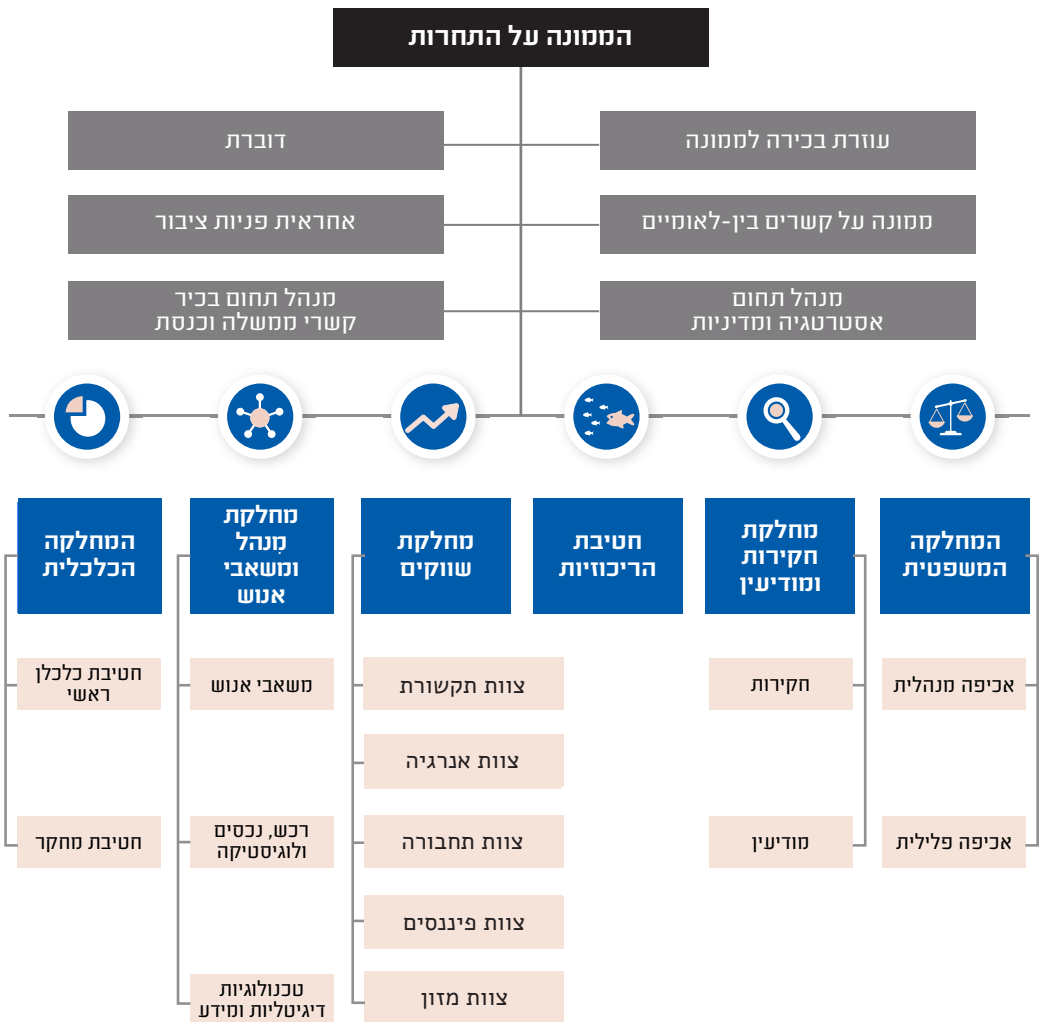 הממונה על התחרות
עוזרת בכירה לממונה
דוברת
ממונה על קשרים בין-לאומיים
אחראית פניות ציבור
מנהל תחום
אסטרטגיה ומדיניות
מנהל תחום בכיר
קשרי ממשלה וכנסת
המחלקה
המשפטית
אכיפה מנהלית
אכיפה פלילית
מחלקת
חקירות
ומודיעין
חקירות
מודיעין
חטיבת
הריכוזיות
מחלקת
שווקים
צוות תקשורת
צוות אנרגיה
צוות תחבורה
צוות פיננסים
צוות מזון
מחלקת
מִנהל
ומשאבי
אנוש
משאבי אנוש
רכש, נכסים
ולוגיסטיקה
טכנולוגיות
דיגיטליות ומידע
המחלקה
הכלכלית
חטיבת כלכלן
ראשי
חטיבת מחקר